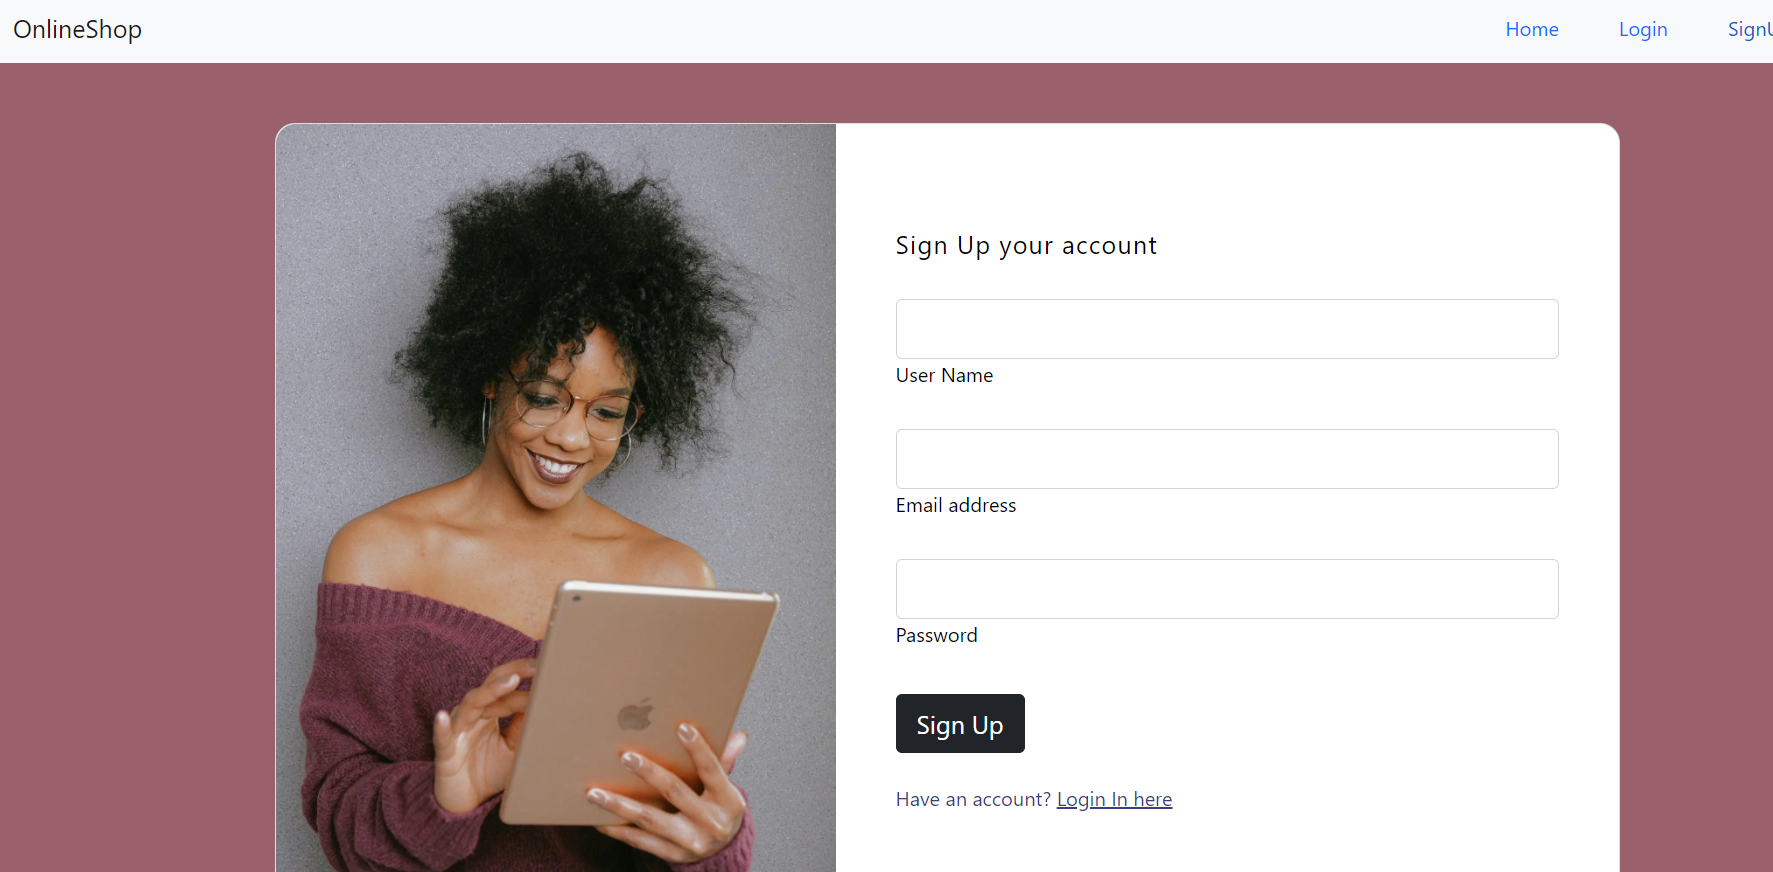 OnlineShop Home Login SignU
Sign Up your account
User Name
Email address
Password
Sign Up
Have an account? Login In here